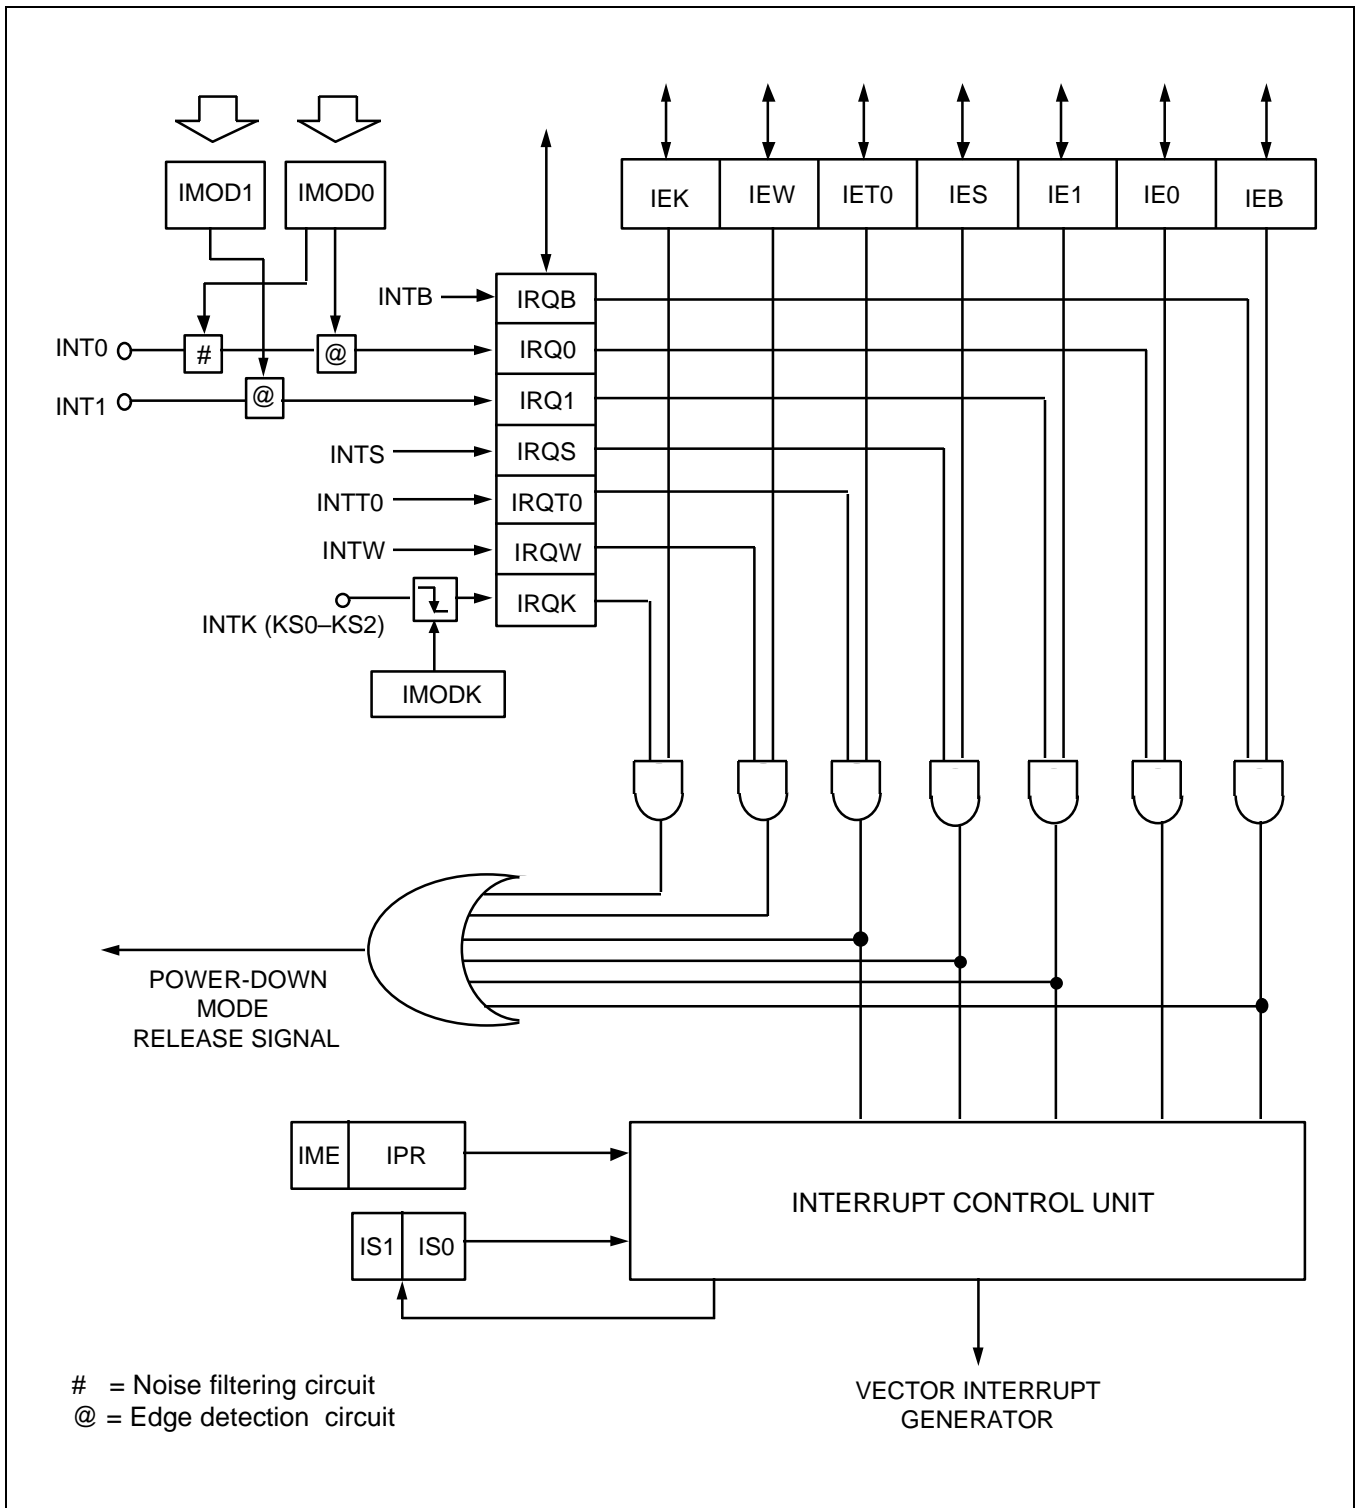 IMOD1
IMOD0
IEK
IEW
IET0
IES
IE1
IE0
IEB
INTB
IRQB
INT0
#
@
IRQ0
INT1
@
IRQ1
INTS
IRQS
INTT0
IRQT0
INTW
IRQW
INTK (KS0–KS2)
IRQK
IMODK
POWER-DOWN
MODE
RELEASE SIGNAL
IME
IPR
INTERRUPT CONTROL UNIT
IS1
IS0
# = Noise filtering circuit
@ = Edge detection circuit
VECTOR INTERRUPT
GENERATOR